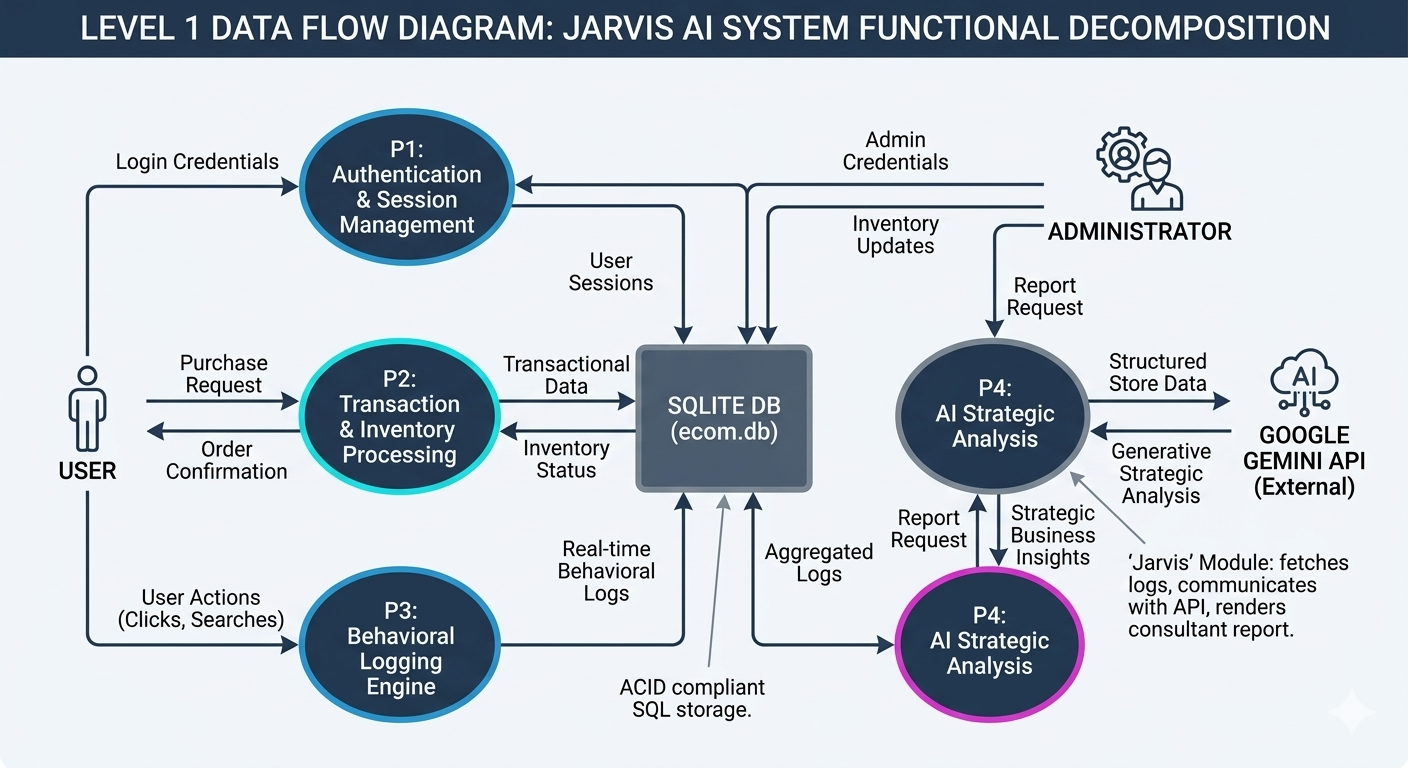 LEVEL 1 DATA FLOW DIAGRAM: JARVIS AI SYSTEM FUNCTIONAL DECOMPOSITION
Login Credentials
P1:
Authentication
& Session
Management
Admin
Credentials
Inventory
Updates
ADMINISTRATOR
User
Sessions
Report
Request
USER
Purchase
Request
Order
Confirmation
P2:
Transaction
& Inventory
Processing
Transactional
Data
Inventory
Status
SQLITE DB
(ecom.db)
P4:
AI Strategic
Analysis
Structured
Store Data
Generative
Strategic
Analysis
AI
GOOGLE
GEMINI API
(External)
User Actions
(Clicks, Searches)
P3:
Behavioral
Logging
Engine
Real-time
Behavioral
Logs
ACID compliant
SQL storage.
Aggregated
Logs
Report
Request
Strategic
Business
Insights
P4:
AI Strategic
Analysis
‘Jarvis’ Module: fetches
logs, communicates
with API, renders
consultant report.